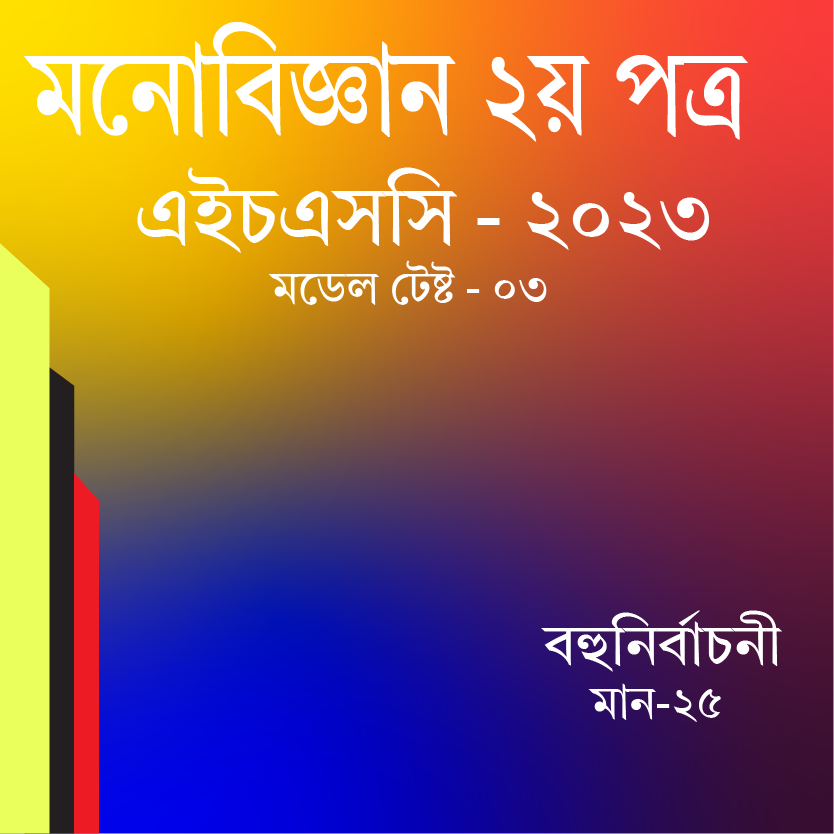 মনোবিজ্ঞান ২য় পত্র
এইচএসসি - ২০২৩
মডেল টেষ্ট - ০৩
বহুনির্বাচনী
মান-২৫